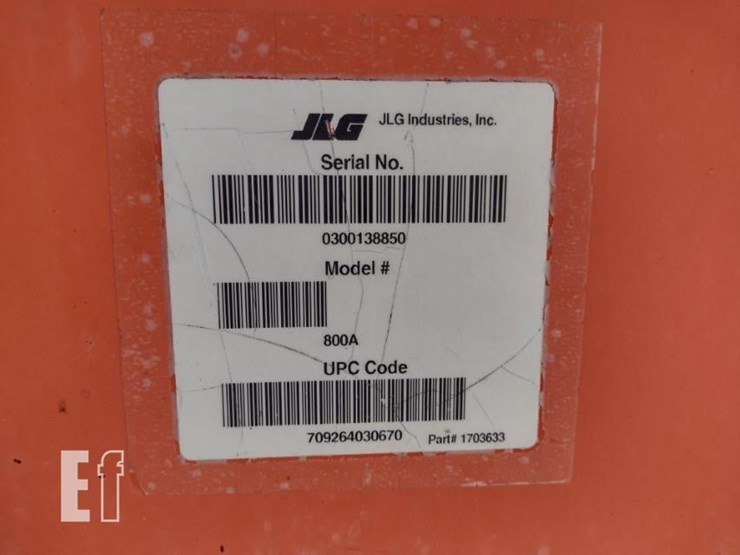 JLG JLG Industries, Inc.
Serial No.
0300138850
Model #
800A
UPC Code
709264030670 Part# 1703633
Ef